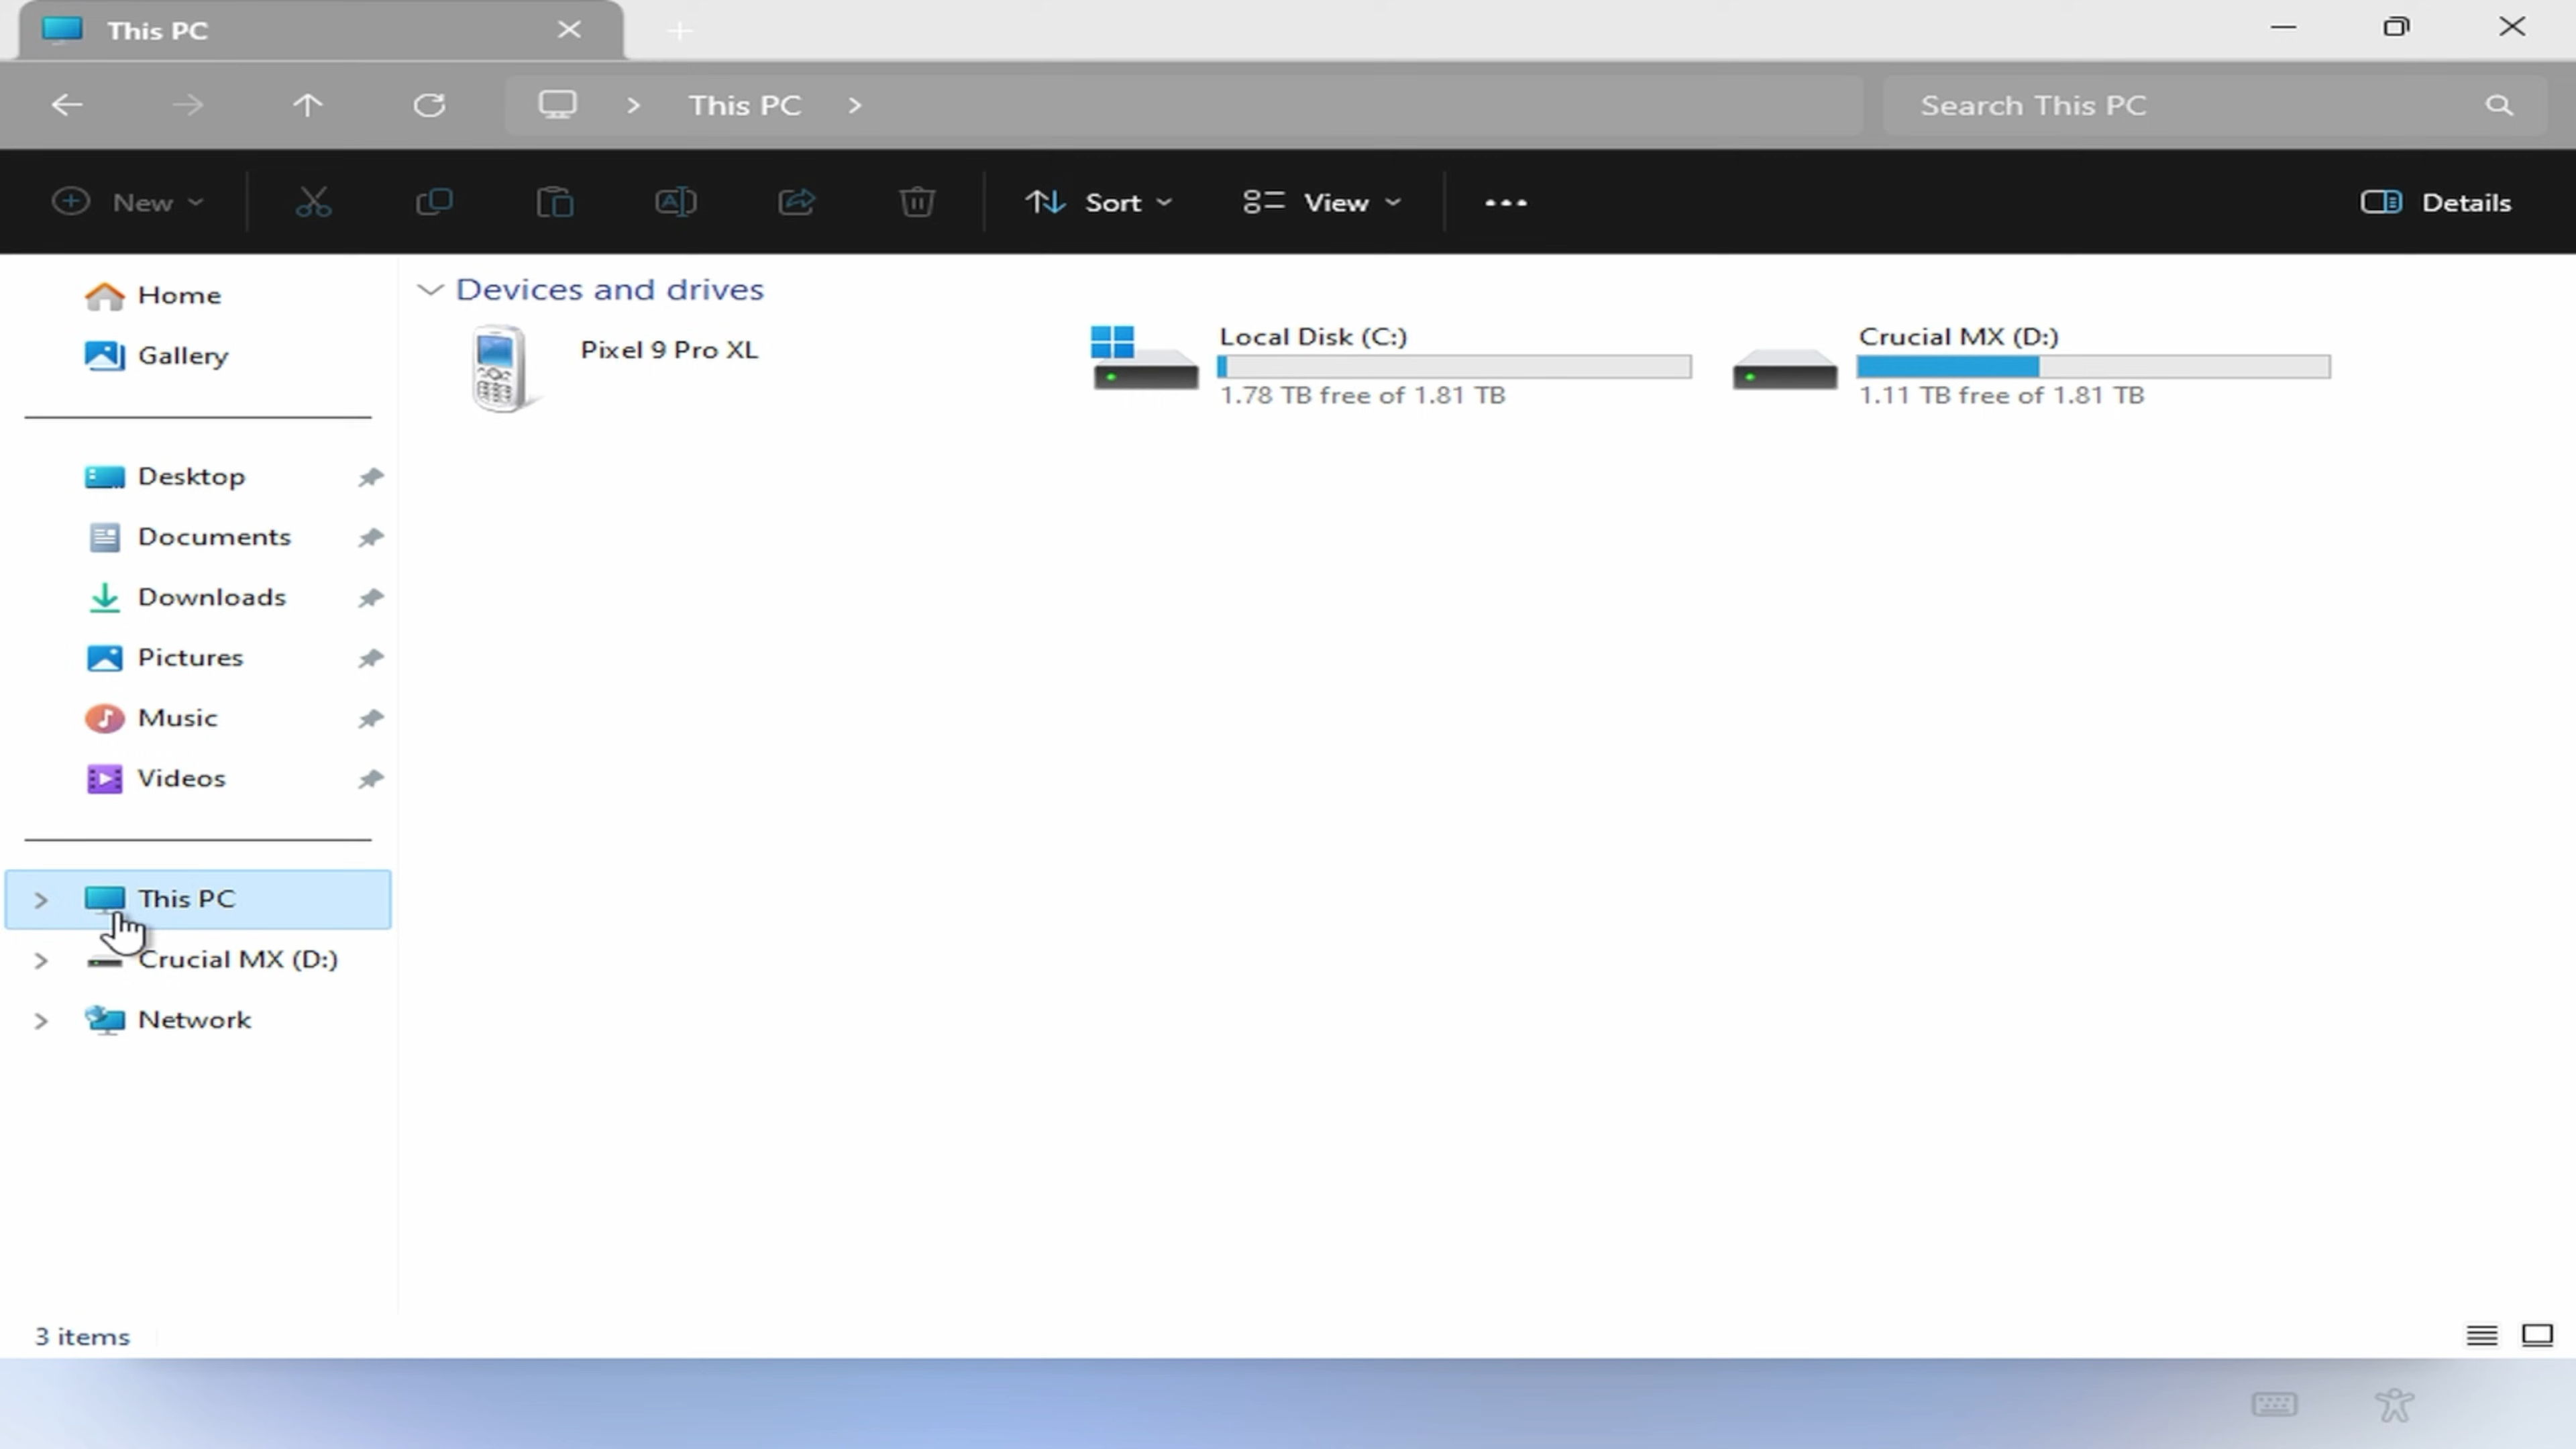 This PC
This PC
Search This PC
New
Sort
View
Details
Home
Gallery
Desktop
Documents
Downloads
Pictures
Music
Videos
This PC
Crucial MX (D:)
Network
Devices and drives
Pixel 9 Pro XL
Local Disk (C:)
1.78 TB free of 1.81 TB
Crucial MX (D:)
1.11 TB free of 1.81 TB
3 items